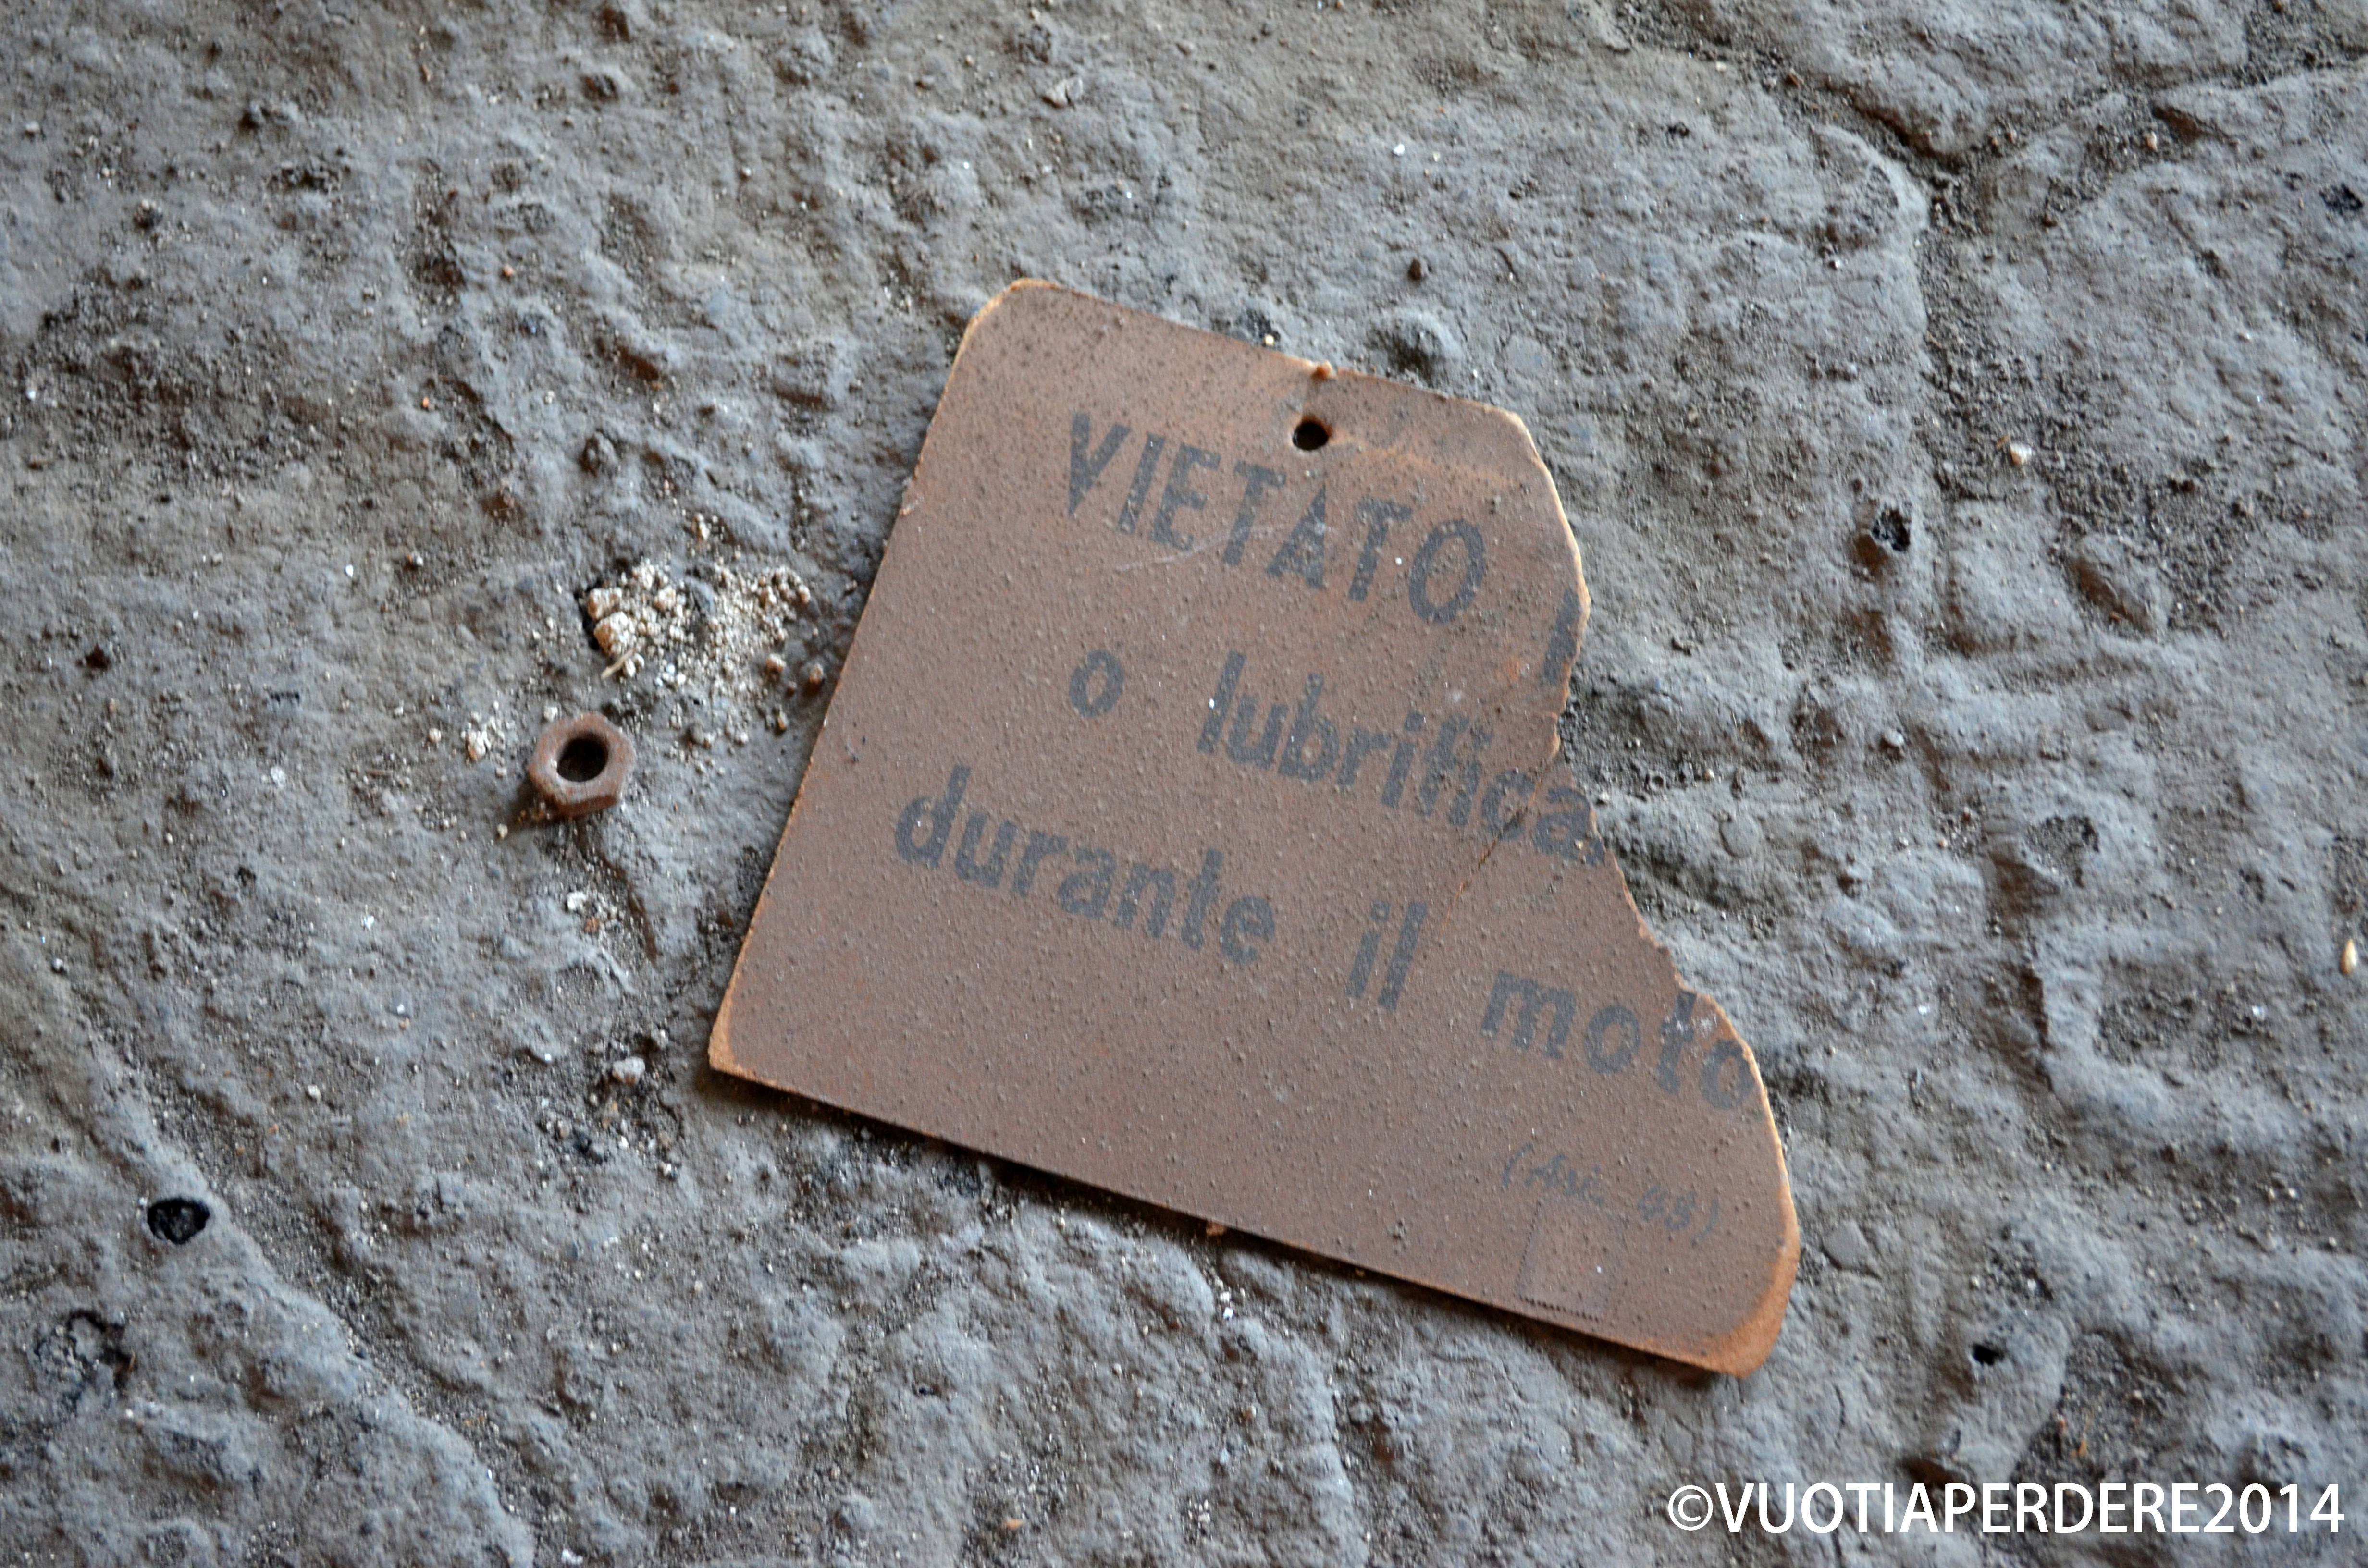 VIETATO
o lubrifica
durante il moto
©VUOTIAPERDERE2014